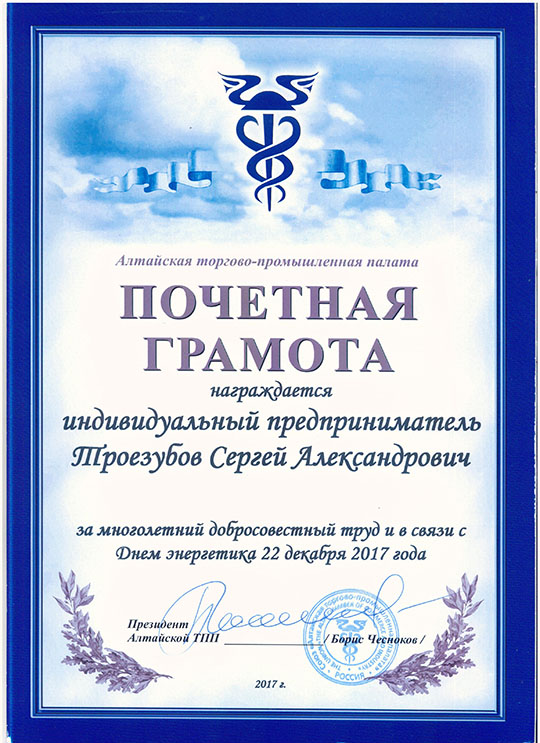 Алтайская торгово-промышленная палата
ПОЧЕТНАЯ
ГРАМОТА
награждается
индивидуальный предприниматель
Троезубов Сергей Александрович
за многолетний добросовестный труд и в связи с
Днем энергетика 22 декабря 2017 года
Президент
Алтайской ТПП ________________ / Борис Чесноков /
РОССИЯ
2017 г.